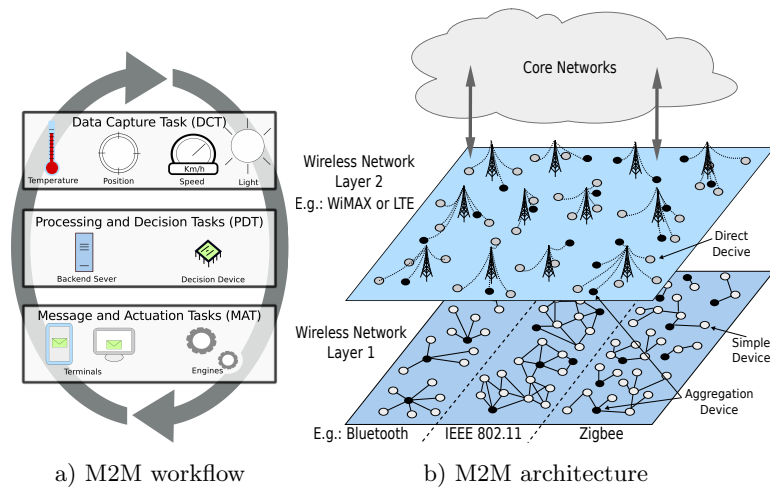 Data Capture Task (DCT)
Km/h
Temperature
Position
Speed
Light
Processing and Decision Tasks (PDT)
Backend Sever
Decision Device
Message and Actuation Tasks (MAT)
Terminals
Engines
a) M2M workflow
Core Networks
Wireless Network
Layer 2
E.g.: WiMAX or LTE
Direct
Decive
Wireless Network
Layer 1
Simple
Device
Aggregation
Device
E.g.: Bluetooth
IEEE 802.11
Zigbee
b) M2M architecture